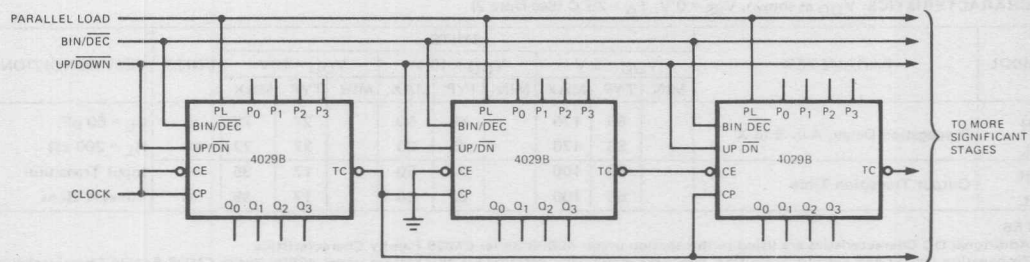 PARALLEL LOAD
BIN/DEC
UP/DOWN
PL P0 P1 P2 P3
BIN/DEC
UP/DN
4029B
CE TC
CLOCK CP
Q0 Q1 Q2 Q3
PL P0 P1 P2 P3
BIN/DEC
UP/DN
4029B
CE TC
CP
Q0 Q1 Q2 Q3
PL P0 P1 P2 P3
BIN/DEC
UP DN
4029B
CE TC
CP
Q0 Q1 Q2 Q3
TO MORE
SIGNIFICANT
STAGES